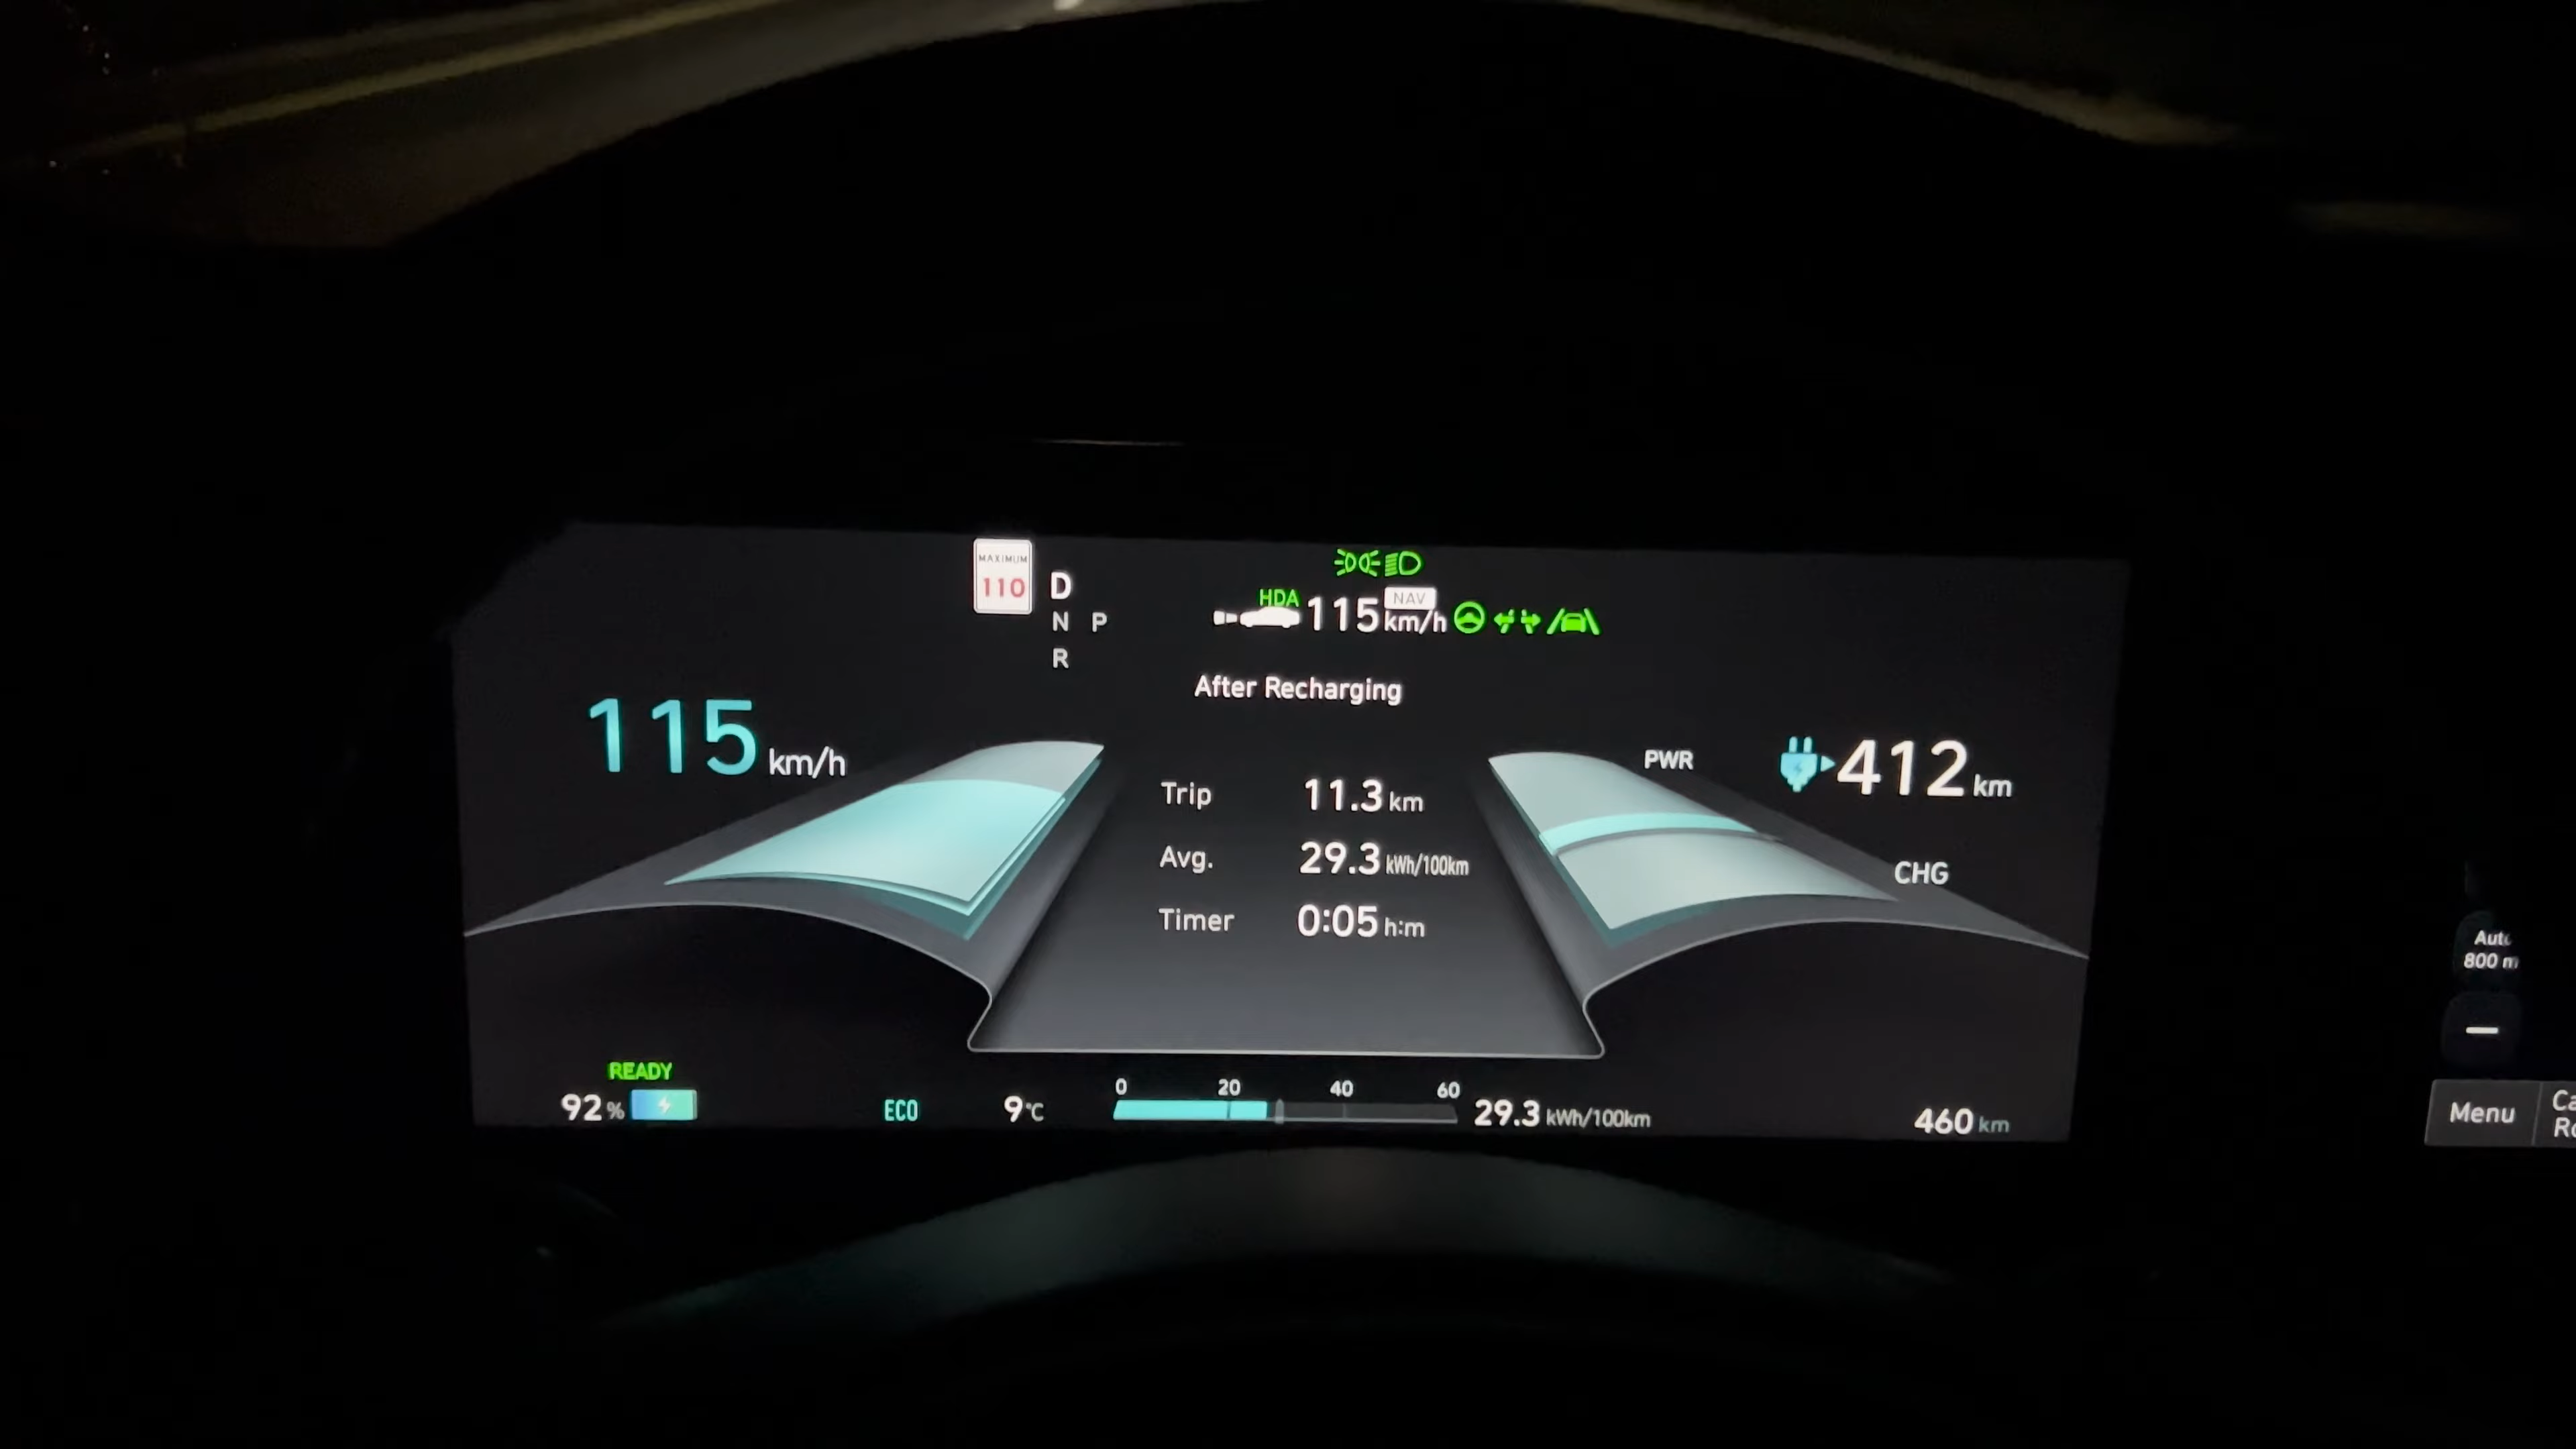 MAXIMUM
110
D
N P
R
HDA
115 km/h
NAV
After Recharging
115 km/h
PWR
412 km
Trip 11.3 km
Avg. 29.3 kWh/100km
CHG
Timer 0:05 h:m
Auto
800 m
READY
92 %
ECO
9°C
0 20 40 60
29.3 kWh/100km
460 km
Menu